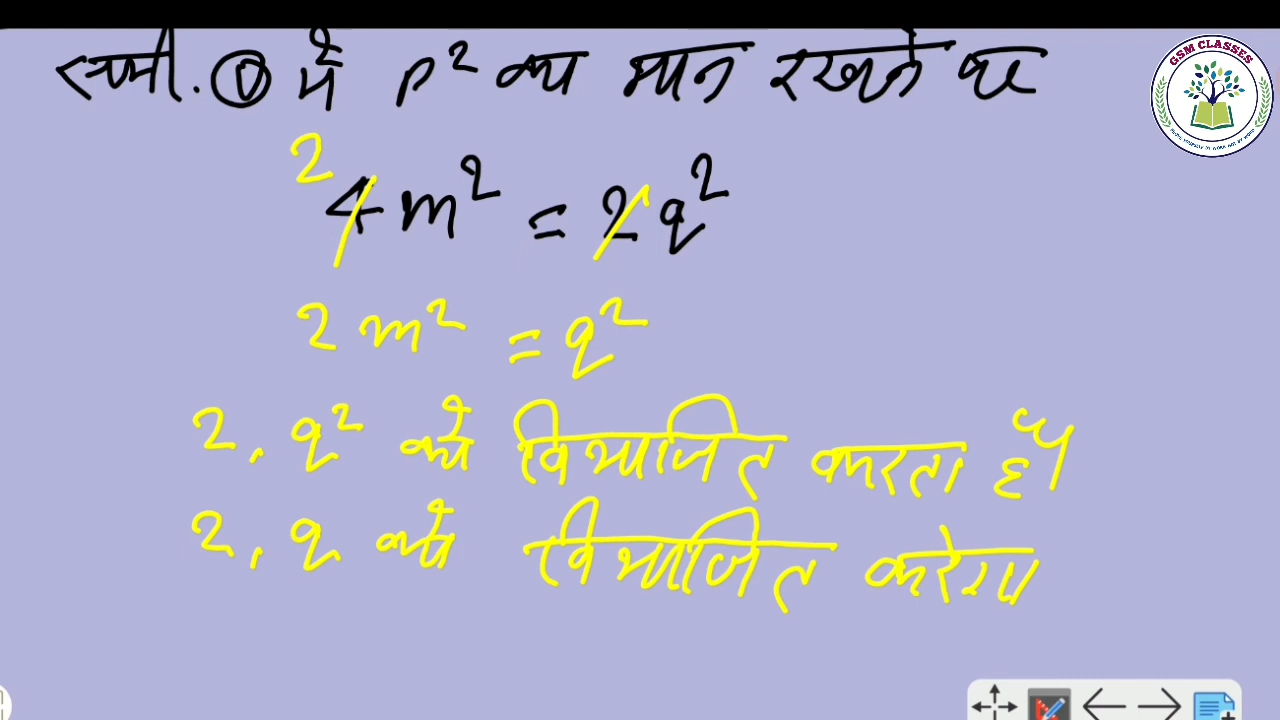 समी. ① में p² का मान रखने पर
GSM CLASSES
2
4m² = 2q²
2m² = q²
2, q² को विभाजित करता है।
2, q को विभाजित करेगा